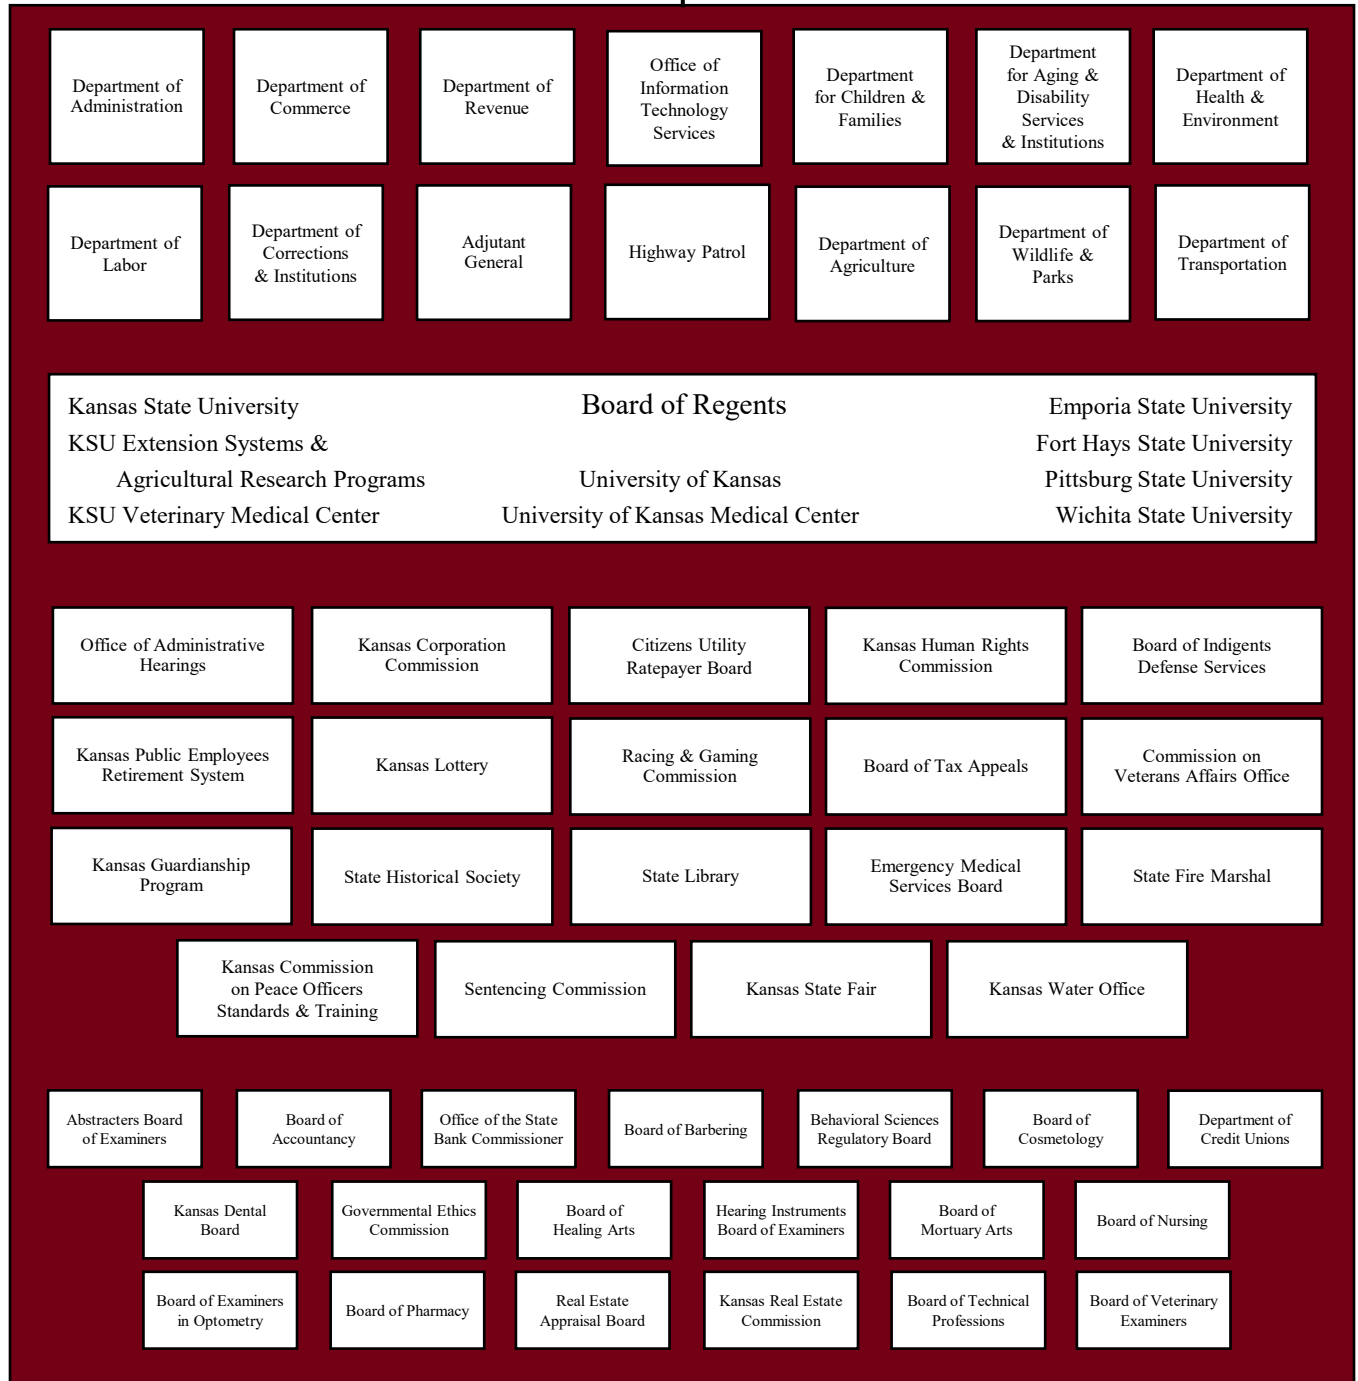 Department of
Administration
Department of
Commerce
Department of
Revenue
Office of
Information
Technology
Services
Department
for Children &
Families
Department
for Aging &
Disability
Services
& Institutions
Department of
Health &
Environment
Department of
Labor
Department of
Corrections
& Institutions
Adjutant
General
Highway Patrol
Department of
Agriculture
Department of
Wildlife &
Parks
Department of
Transportation
Kansas State University
KSU Extension Systems &
Agricultural Research Programs
KSU Veterinary Medical Center
Board of Regents
University of Kansas
University of Kansas Medical Center
Emporia State University
Fort Hays State University
Pittsburg State University
Wichita State University
Office of Administrative
Hearings
Kansas Corporation
Commission
Citizens Utility
Ratepayer Board
Kansas Human Rights
Commission
Board of Indigents
Defense Services
Kansas Public Employees
Retirement System
Kansas Lottery
Racing & Gaming
Commission
Board of Tax Appeals
Commission on
Veterans Affairs Office
Kansas Guardianship
Program
State Historical Society
State Library
Emergency Medical
Services Board
State Fire Marshal
Kansas Commission
on Peace Officers
Standards & Training
Sentencing Commission
Kansas State Fair
Kansas Water Office
Abstracters Board
of Examiners
Board of
Accountancy
Office of the State
Bank Commissioner
Board of Barbering
Behavioral Sciences
Regulatory Board
Board of
Cosmetology
Department of
Credit Unions
Kansas Dental
Board
Governmental Ethics
Commission
Board of
Healing Arts
Hearing Instruments
Board of Examiners
Board of
Mortuary Arts
Board of Nursing
Board of Examiners
in Optometry
Board of Pharmacy
Real Estate
Appraisal Board
Kansas Real Estate
Commission
Board of Technical
Professions
Board of Veterinary
Examiners